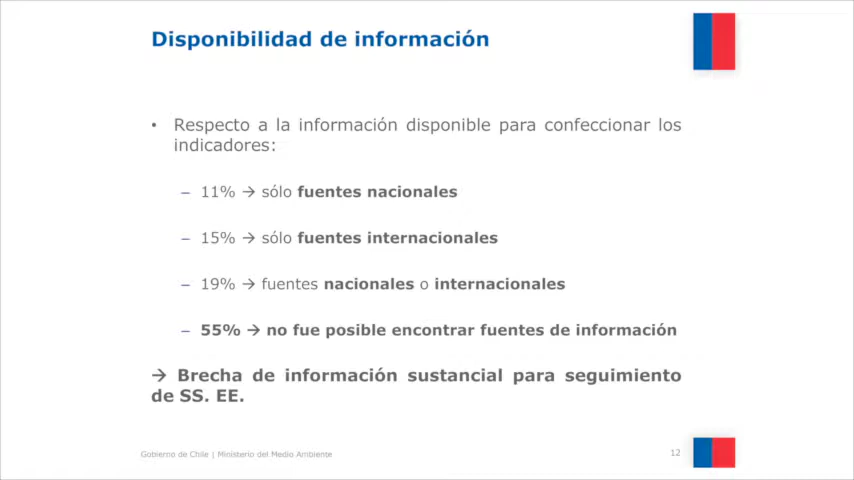 Disponibilidad de información
• Respecto a la información disponible para confeccionar los
indicadores:
– 11% → sólo fuentes nacionales
– 15% → sólo fuentes internacionales
– 19% → fuentes nacionales o internacionales
– 55% → no fue posible encontrar fuentes de información
→ Brecha de información sustancial para seguimiento
de SS. EE.
Gobierno de Chile | Ministerio del Medio Ambiente
12